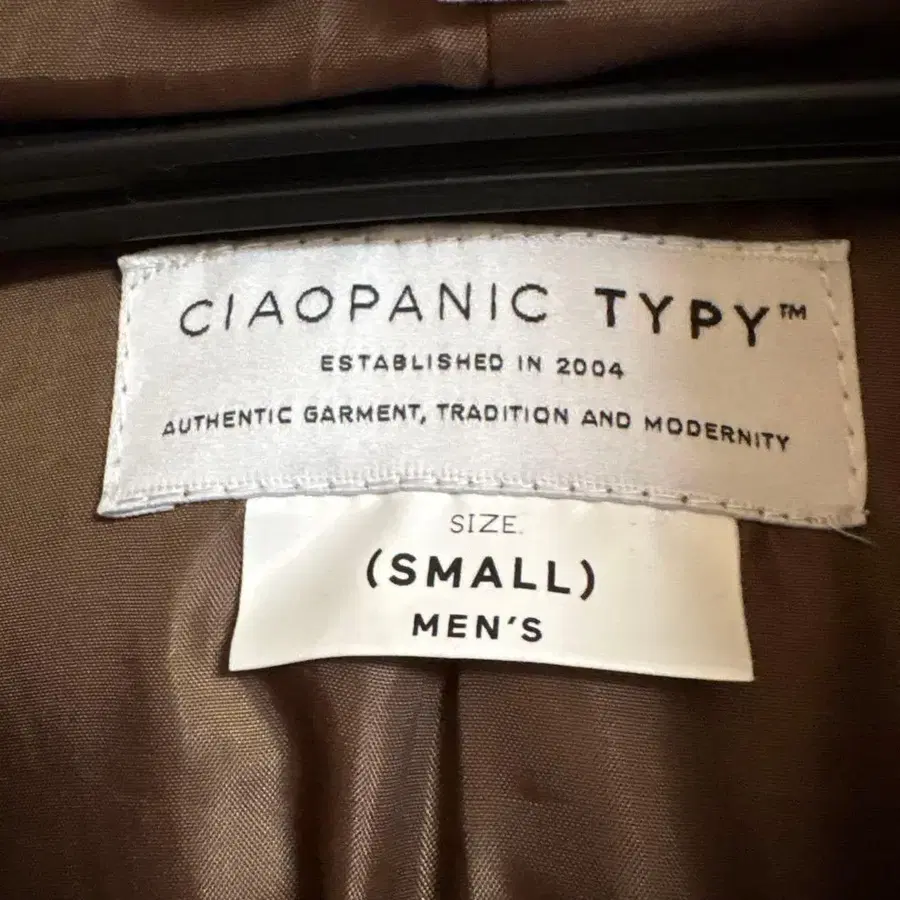 CIAOPANIC TYPY™
ESTABLISHED IN 2004
AUTHENTIC GARMENT, TRADITION AND MODERNITY
SIZE.
(SMALL)
MEN'S